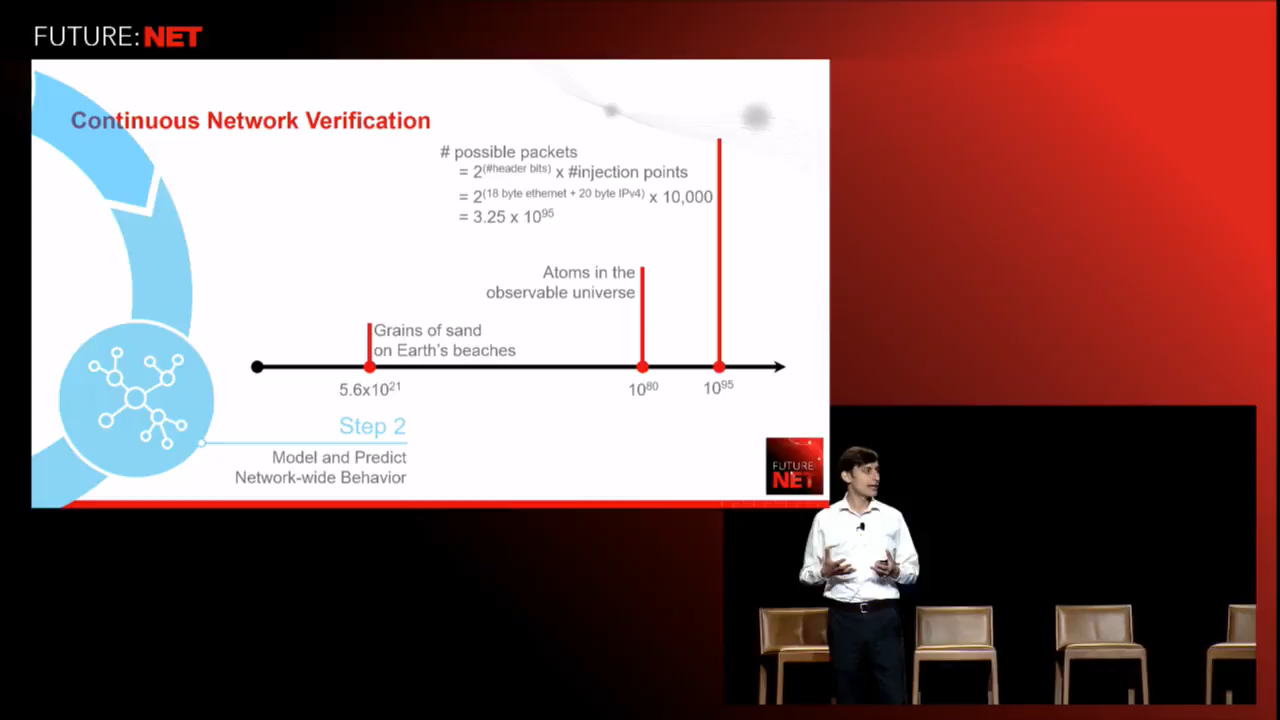 FUTURE:NET
Continuous Network Verification
# possible packets
= 2^(#header bits) x #injection points
= 2^(18 byte ethernet + 20 byte IPv4) x 10,000
= 3.25 x 10^95
Atoms in the
observable universe
Grains of sand
on Earth's beaches
5.6x10^21
10^80
10^95
Step 2
Model and Predict
Network-wide Behavior
FUTURE
NET